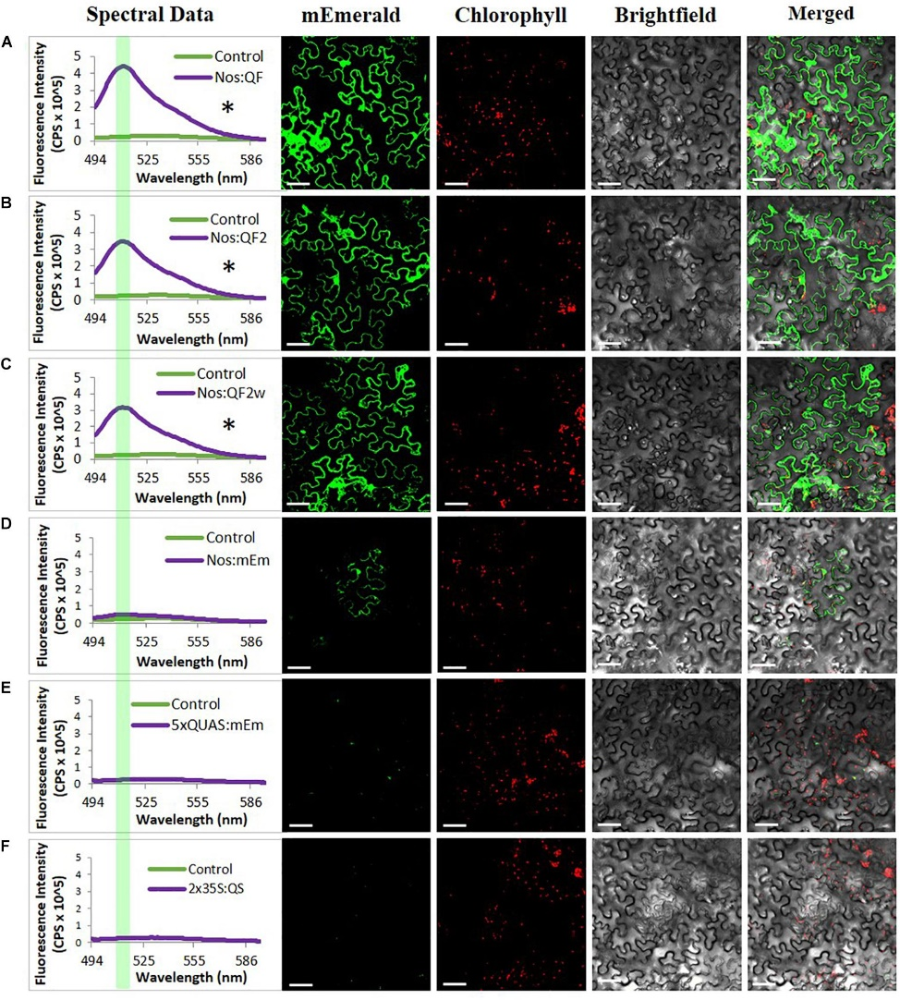 Spectral Data mEmerald Chlorophyll Brightfield Merged
A
Fluorescence Intensity
(CPS x 10^5)
5
4
3
2
1
0
Control
Nos:QF
*
494 525 555 586
Wavelength (nm)
B
Fluorescence Intensity
(CPS x 10^5)
5
4
3
2
1
0
Control
Nos:QF2
*
494 525 555 586
Wavelength (nm)
C
Fluorescence Intensity
(CPS x 10^5)
5
4
3
2
1
0
Control
Nos:QF2w
*
494 525 555 586
Wavelength (nm)
D
Fluorescence Intensity
(CPS x 10^5)
5
4
3
2
1
0
Control
Nos:mEm
494 525 555 586
Wavelength (nm)
E
Fluorescence Intensity
(CPS x 10^5)
5
4
3
2
1
0
Control
5xQUAS:mEm
494 525 555 586
Wavelength (nm)
F
Fluorescence Intensity
(CPS x 10^5)
5
4
3
2
1
0
Control
2x35S:QS
494 525 555 586
Wavelength (nm)